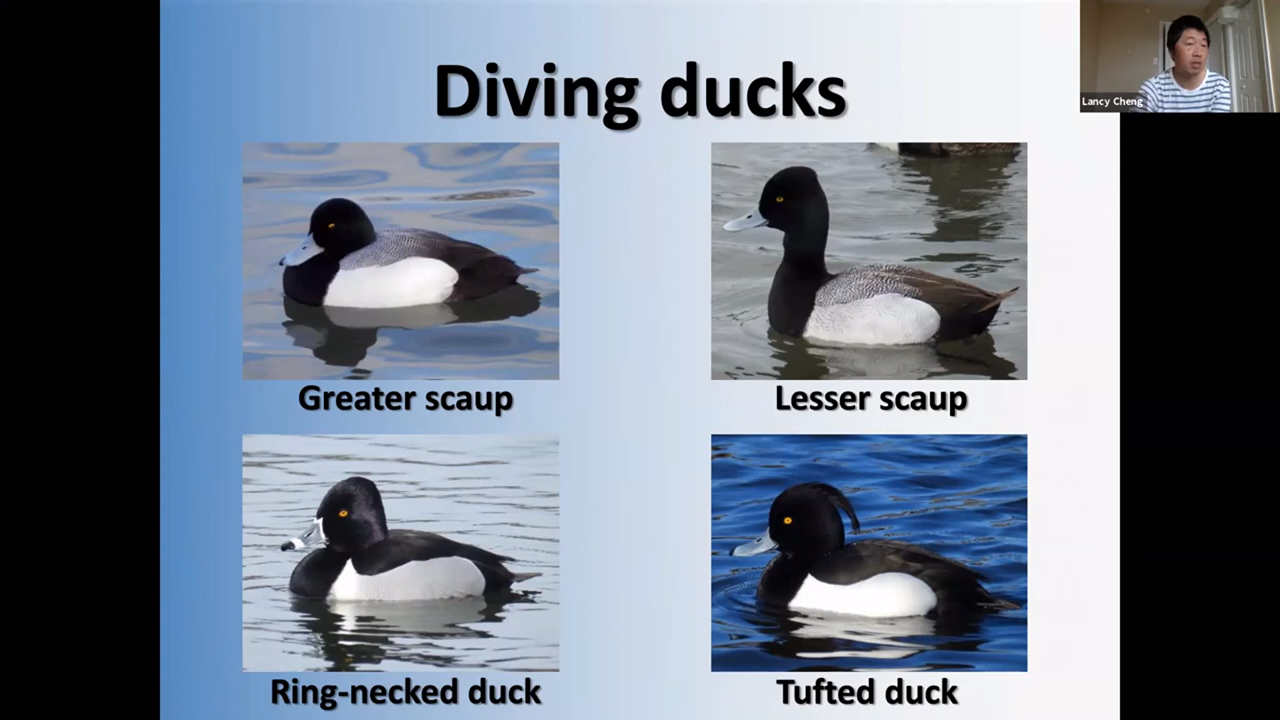 Diving ducks
Lancy Cheng
Greater scaup
Lesser scaup
Ring-necked duck
Tufted duck